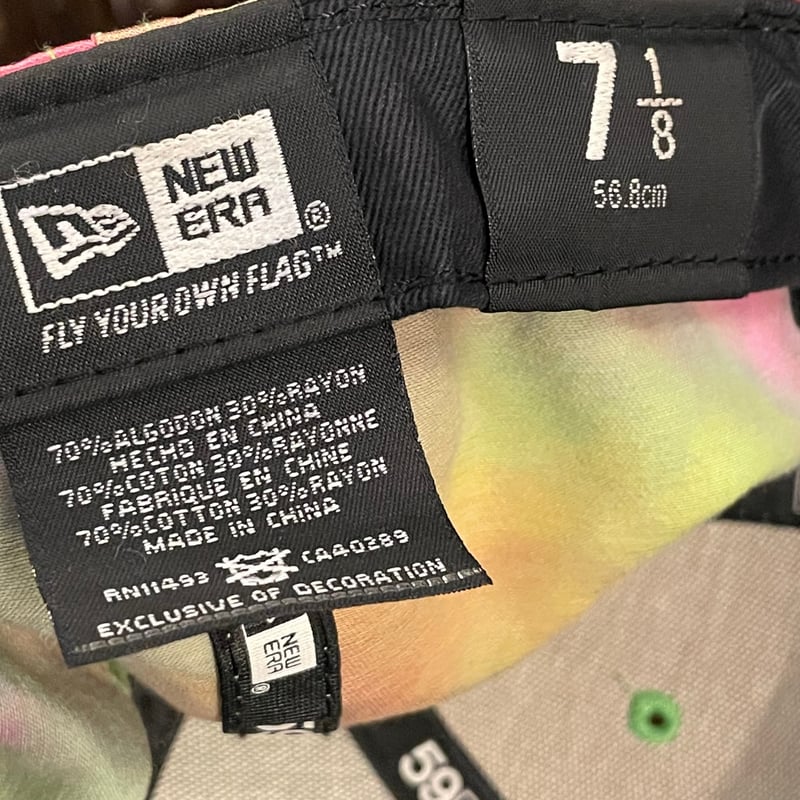 NEW
ERA
®
FLY YOUR OWN FLAG™
7 1/8
56.8cm
70%ALGODON 30%RAYON
HECHO EN CHINA
70%COTON 30%RAYONNE
FABRIQUE EN CHINE
70%COTTON 30%RAYON
MADE IN CHINA
RN11493 CA40289
EXCLUSIVE OF DECORATION
NEW
ERA
®
59